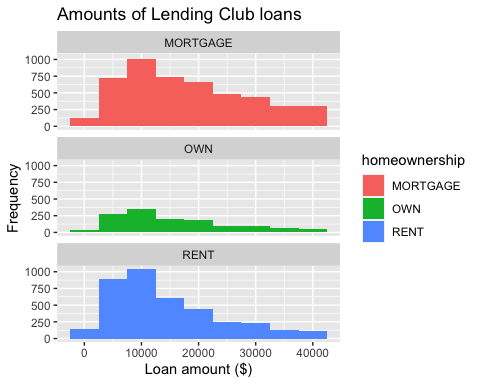 Amounts of Lending Club loans
MORTGAGE
1000
750
500
250
0
OWN
1000
750
500
250
0
RENT
1000
750
500
250
0
0 10000 20000 30000 40000
Loan amount ($)
Frequency
homeownership
MORTGAGE
OWN
RENT